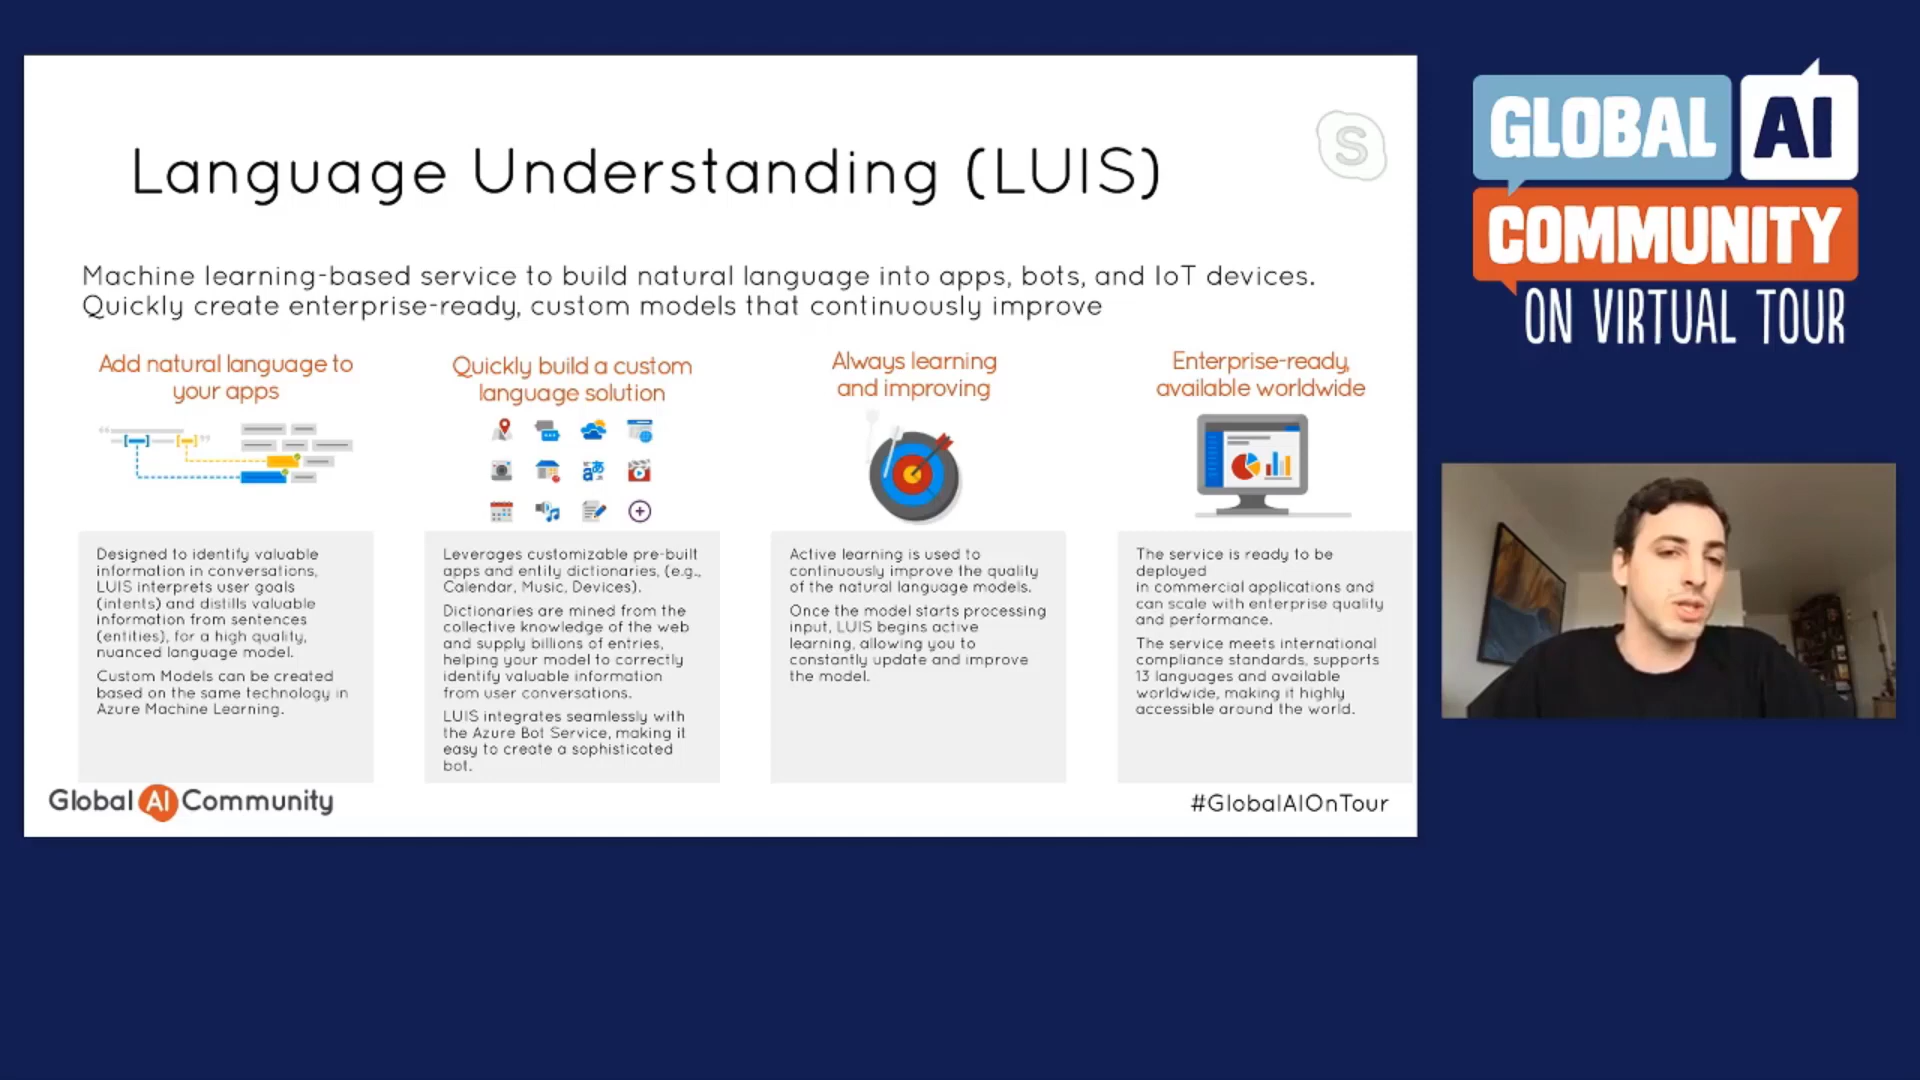 Language Understanding (LUIS)
S
Machine learning-based service to build natural language into apps, bots, and IoT devices.
Quickly create enterprise-ready, custom models that continuously improve
Add natural language to
your apps
Designed to identify valuable
information in conversations,
LUIS interprets user goals
(intents) and distills valuable
information from sentences
(entities), for a high quality,
nuanced language model.
Custom Models can be created
based on the same technology in
Azure Machine Learning.
Quickly build a custom
language solution
Leverages customizable pre-built
apps and entity dictionaries, (e.g.,
Calendar, Music, Devices).
Dictionaries are mined from the
collective knowledge of the web
and supply billions of entries,
helping your model to correctly
identify valuable information
from user conversations.
LUIS integrates seamlessly with
the Azure Bot Service, making it
easy to create a sophisticated
bot.
Always learning
and improving
Active learning is used to
continuously improve the quality
of the natural language models.
Once the model starts processing
input, LUIS begins active
learning, allowing you to
constantly update and improve
the model.
Enterprise-ready,
available worldwide
The service is ready to be
deployed
in commercial applications and
can scale with enterprise quality
and performance.
The service meets international
compliance standards, supports
13 languages and available
worldwide, making it highly
accessible around the world.
Global AI Community
#GlobalAIOnTour
GLOBAL AI
COMMUNITY
ON VIRTUAL TOUR